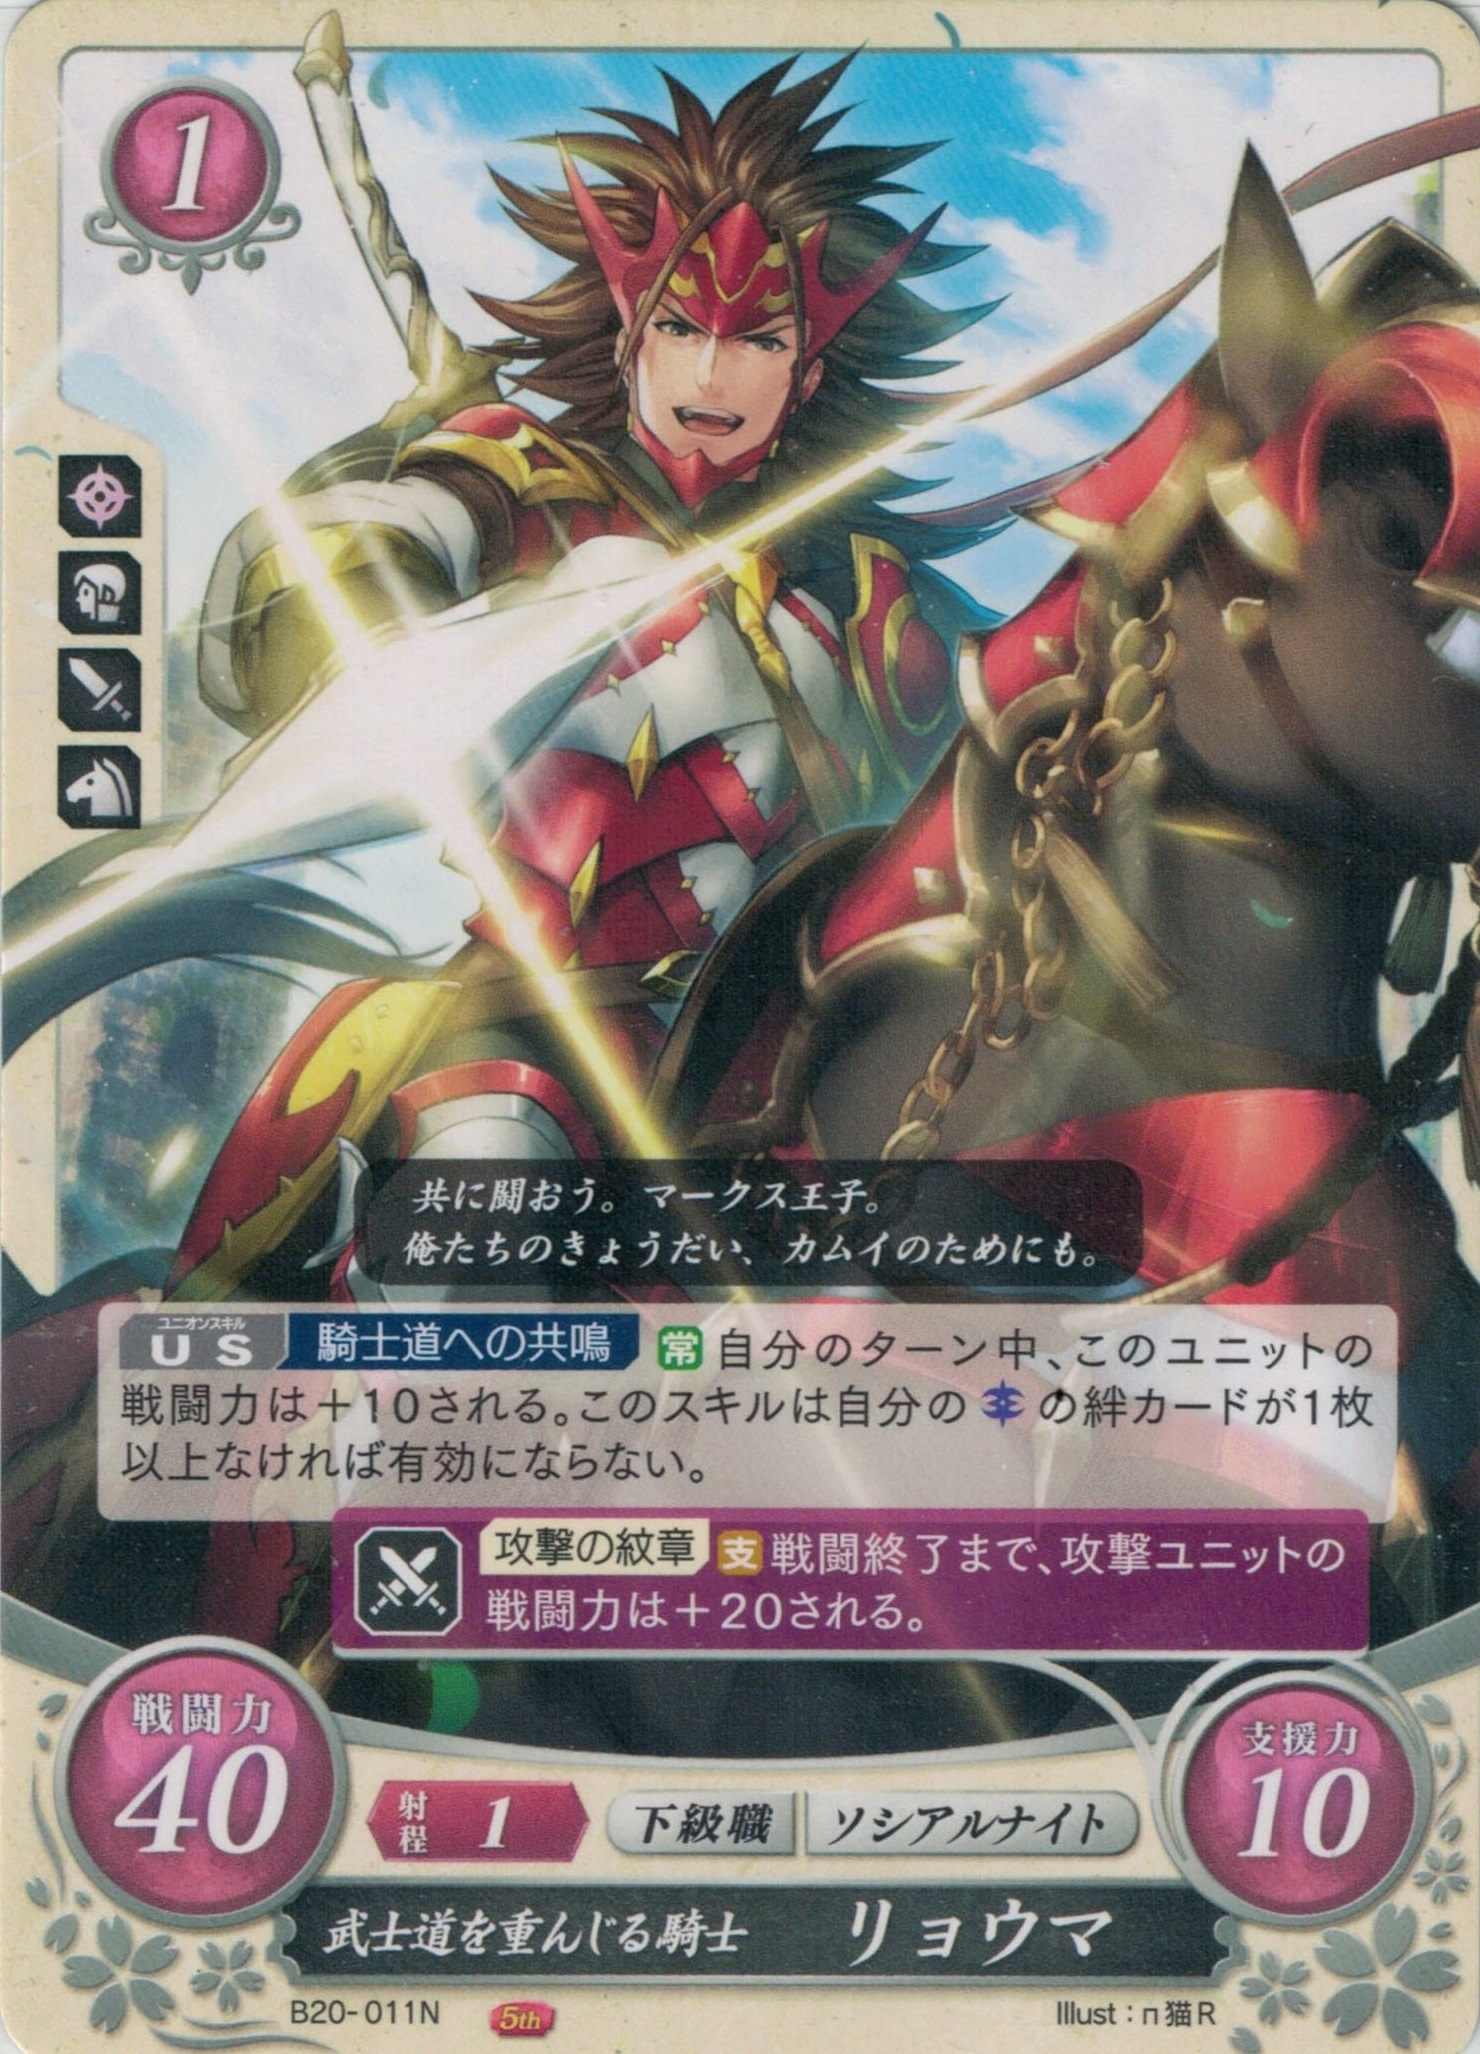 1
共に闘おう。マークス王子。
俺たちのきょうだい、カムイのためにも。
ユニオンスキル
US 騎士道への共鳴 常 自分のターン中、このユニットの
戦闘力は+10される。このスキルは自分の の絆カードが1枚
以上なければ有効にならない。
攻撃の紋章 支 戦闘終了まで、攻撃ユニットの
戦闘力は+20される。
戦闘力
40
射程 1
下級職 ソシアルナイト
支援力
10
武士道を重んじる騎士 リョウマ
B20-011N 5th Illust:п猫R